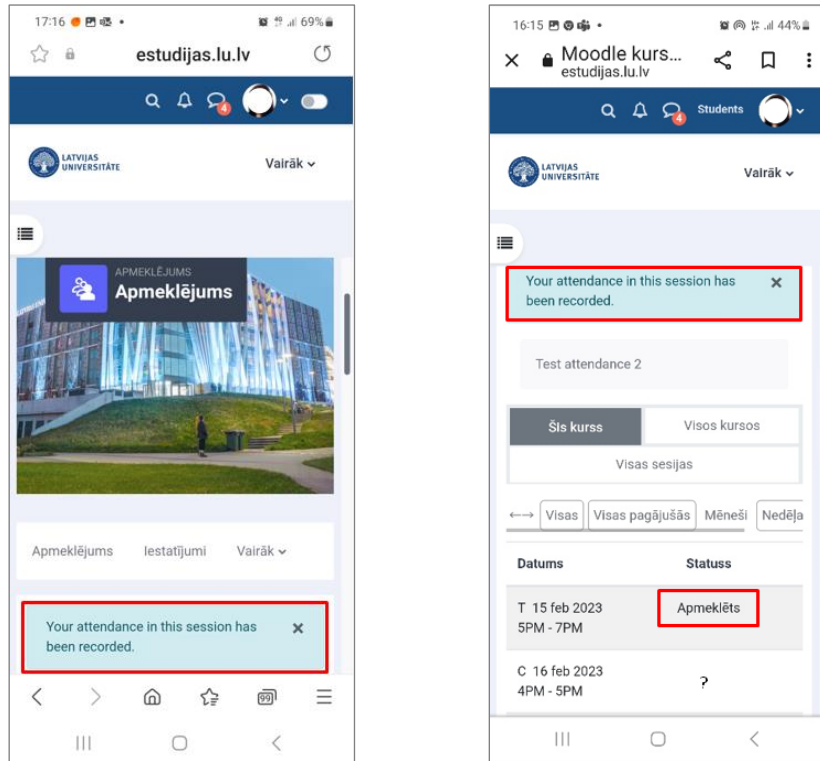 17:16
69%
estudijas.lu.lv
4
LATVIJAS
UNIVERSITĀTE
Vairāk
APMEKLĒJUMS
Apmeklējums
Apmeklējums Iestatījumi Vairāk
Your attendance in this session has
been recorded.
99
16:15
44%
Moodle kurs...
estudijas.lu.lv
4
Students
LATVIJAS
UNIVERSITĀTE
Vairāk
Your attendance in this session has
been recorded.
Test attendance 2
Šis kurss Visos kursos
Visas sesijas
←→ Visas Visas pagājušās Mēneši Nedēļa
Datums Statuss
T 15 feb 2023 Apmeklēts
5PM - 7PM
C 16 feb 2023 ?
4PM - 5PM